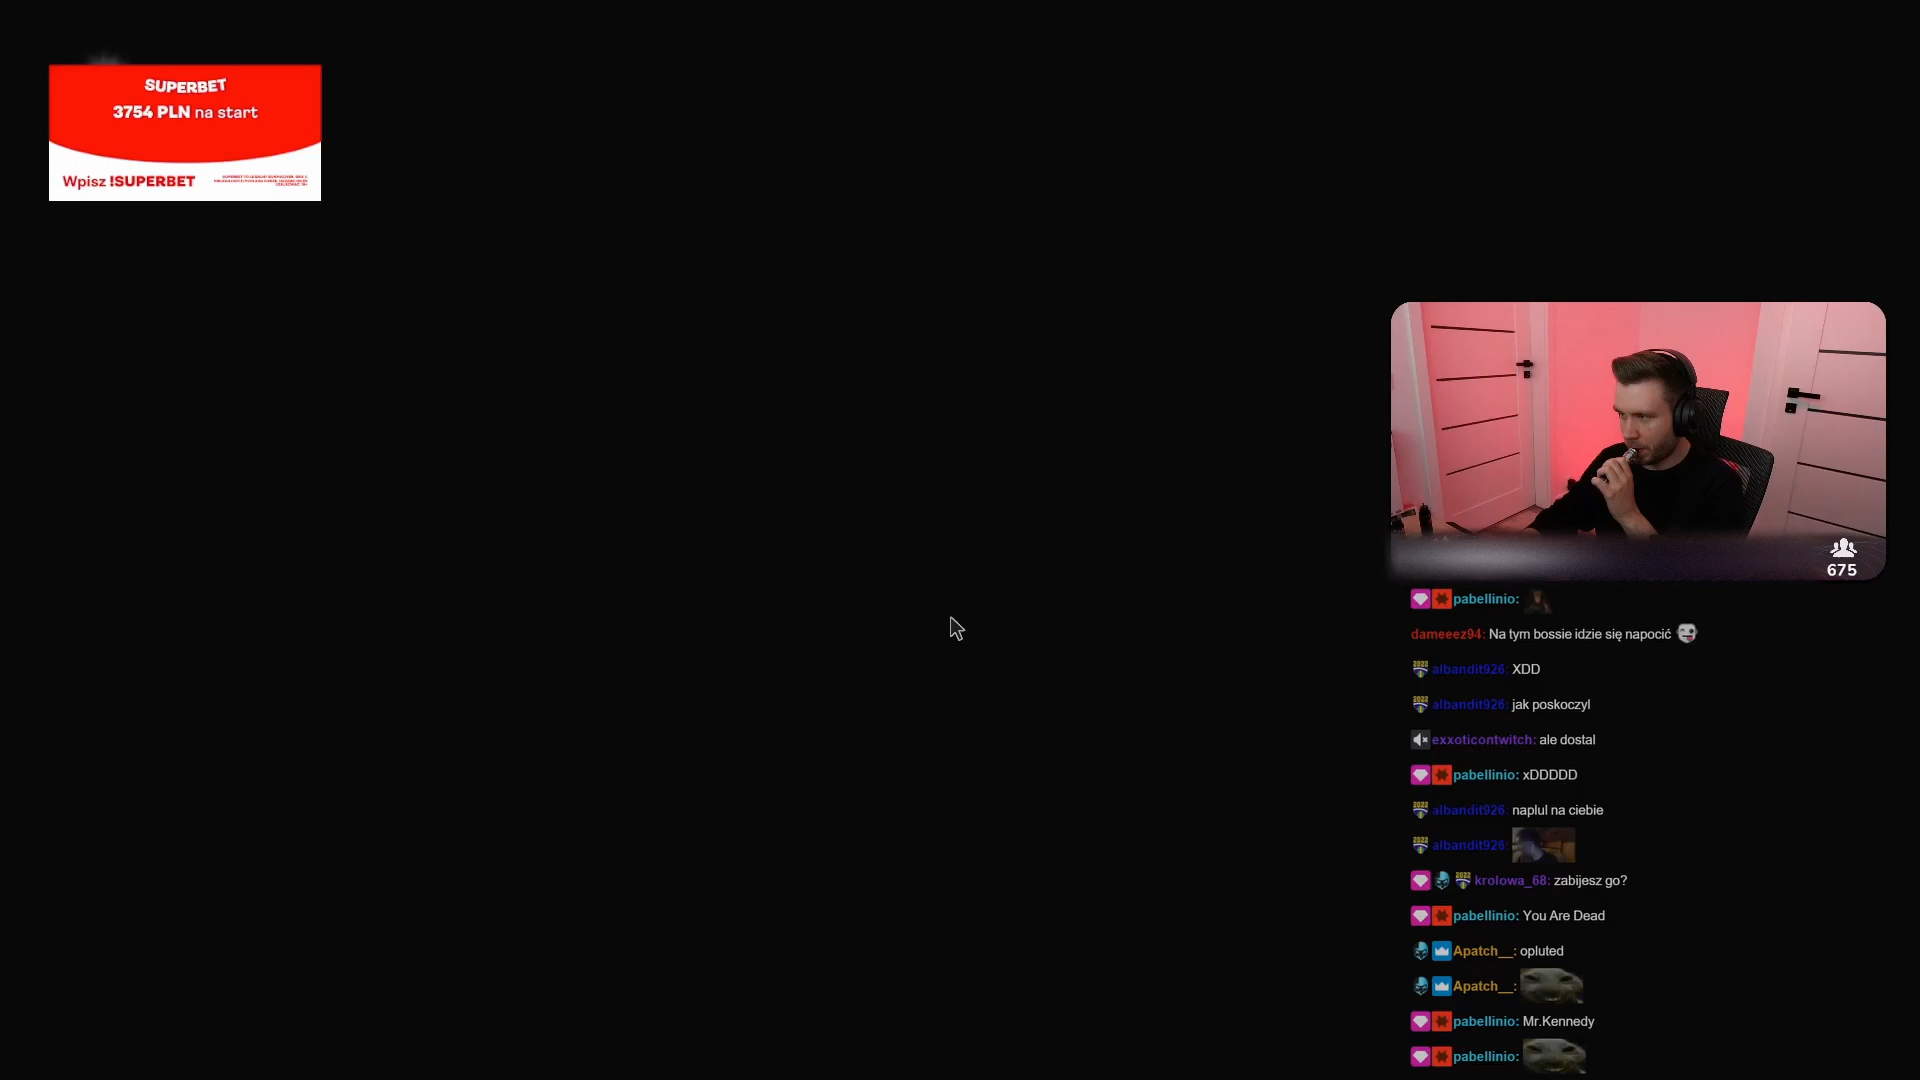 SUPERBET
3754 PLN na start
Wpisz !SUPERBET
675
pabellinio:
dameeez94: Na tym bossie idzie się napocić
albandit926: XDD
albandit926: jak poskoczyl
exxoticontwitch: ale dostal
pabellinio: xDDDDD
albandit926: naplul na ciebie
albandit926:
krolowa_68: zabijesz go?
pabellinio: You Are Dead
Apatch__: opluted
Apatch__:
pabellinio: Mr.Kennedy
pabellinio: